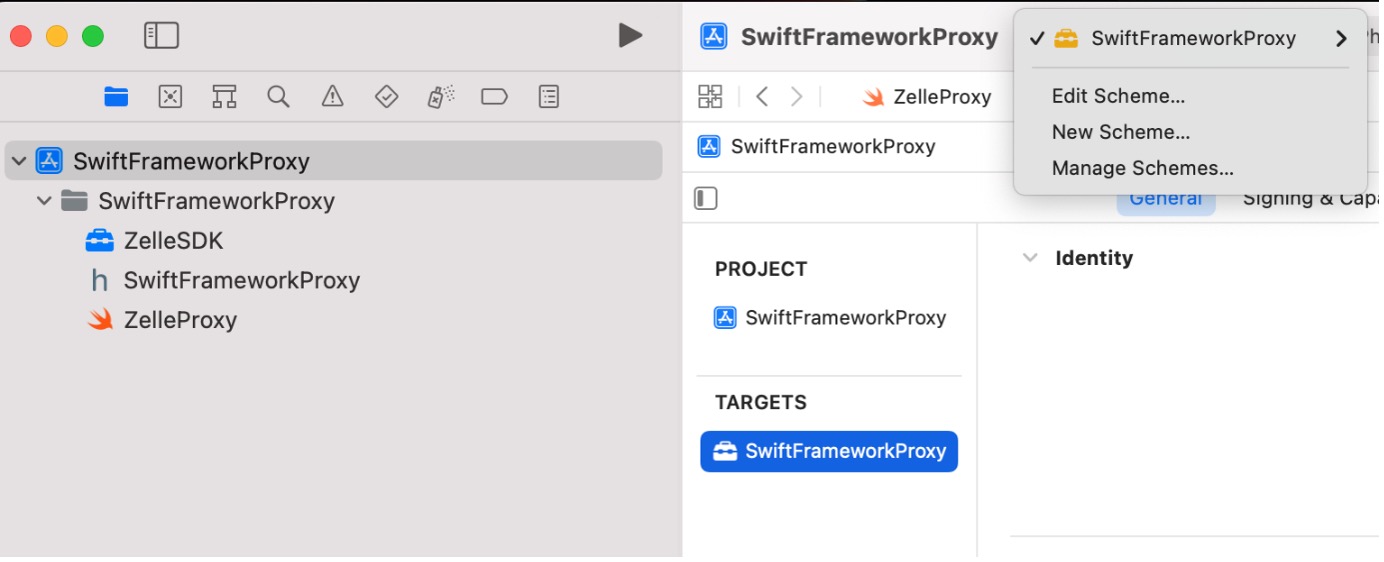 SwiftFrameworkProxy
SwiftFrameworkProxy
Edit Scheme...
New Scheme...
Manage Schemes...
ZelleProxy
SwiftFrameworkProxy
General
Signing & Capa
SwiftFrameworkProxy
SwiftFrameworkProxy
ZelleSDK
h SwiftFrameworkProxy
ZelleProxy
PROJECT
SwiftFrameworkProxy
TARGETS
SwiftFrameworkProxy
Identity